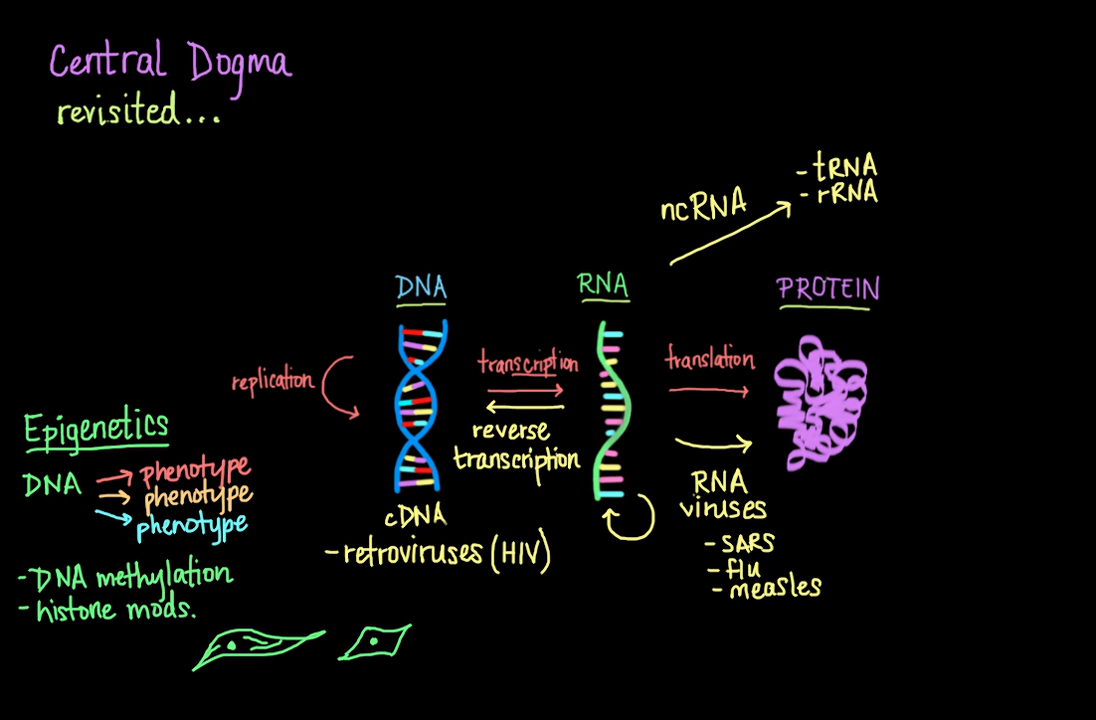 Central Dogma
revisited...
ncRNA
- tRNA
- rRNA
DNA
RNA
PROTEIN
replication
transcription
translation
reverse
transcription
cDNA
- retroviruses (HIV)
RNA
viruses
- SARS
- flu
- measles
Epigenetics
DNA
phenotype
phenotype
phenotype
- DNA methylation
- histone mods.